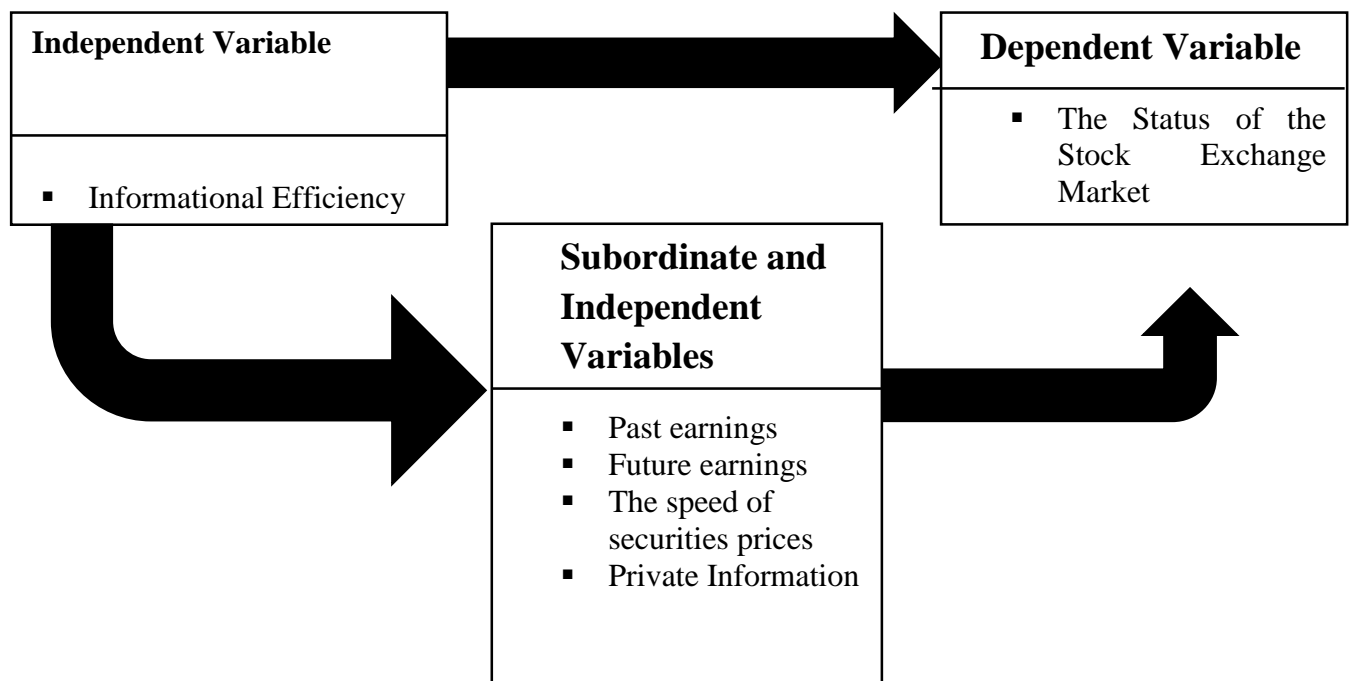 Independent Variable
▪ Informational Efficiency
Dependent Variable
▪ The Status of the
Stock Exchange
Market
Subordinate and
Independent
Variables
▪ Past earnings
▪ Future earnings
▪ The speed of
securities prices
▪ Private Information